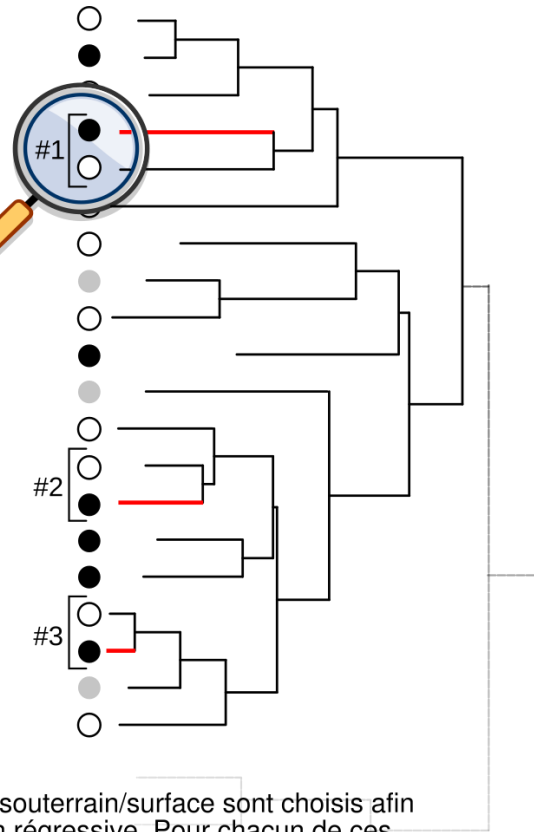 #1
#2
#3
souterrain/surface sont choisis afin
régressive. Pour chacun de ces